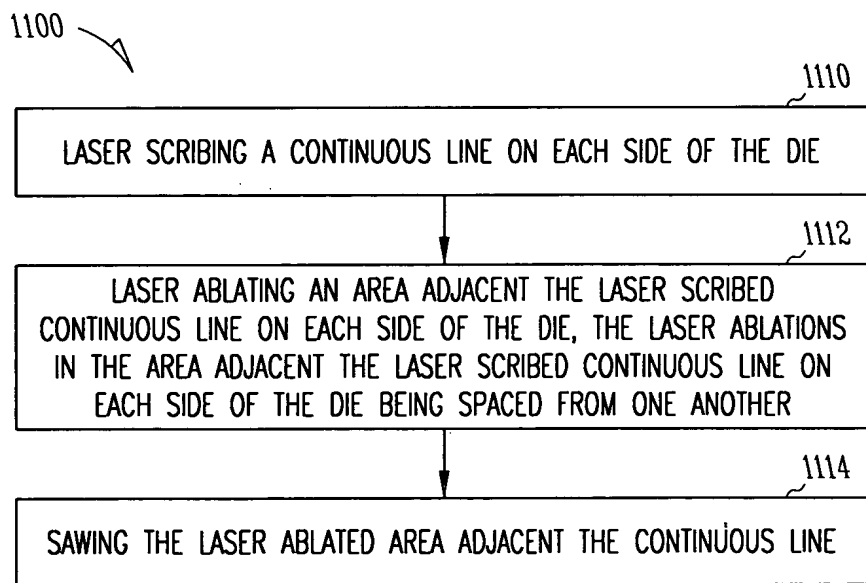 1100
1110
LASER SCRIBING A CONTINUOUS LINE ON EACH SIDE OF THE DIE
1112
LASER ABLATING AN AREA ADJACENT THE LASER SCRIBED
CONTINUOUS LINE ON EACH SIDE OF THE DIE, THE LASER ABLATIONS
IN THE AREA ADJACENT THE LASER SCRIBED CONTINUOUS LINE ON
EACH SIDE OF THE DIE BEING SPACED FROM ONE ANOTHER
1114
SAWING THE LASER ABLATED AREA ADJACENT THE CONTINUOUS LINE